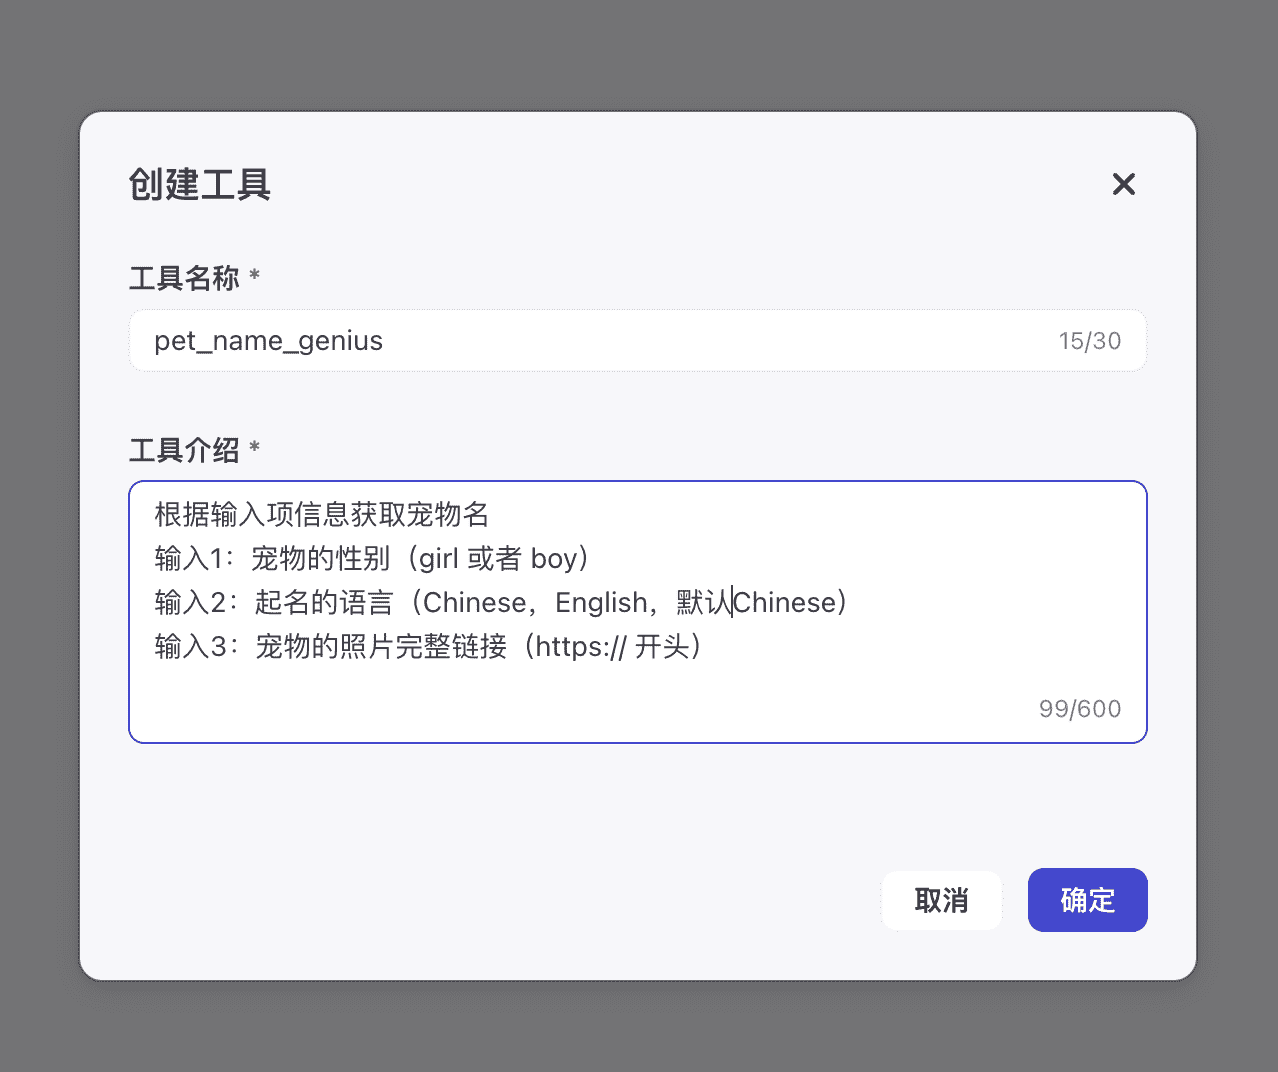 创建工具
工具名称 *
pet_name_genius
15/30
工具介绍 *
根据输入项信息获取宠物名
输入1：宠物的性别（girl 或者 boy）
输入2：起名的语言（Chinese，English，默认Chinese）
输入3：宠物的照片完整链接（https:// 开头）
99/600
取消
确定